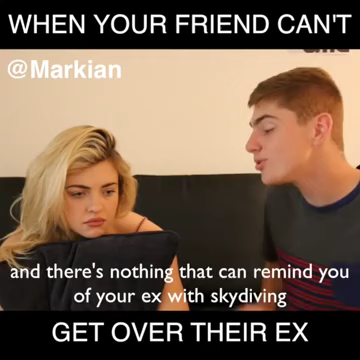 WHEN YOUR FRIEND CAN'T
@Markian
and there's nothing that can remind you
of your ex with skydiving
GET OVER THEIR EX